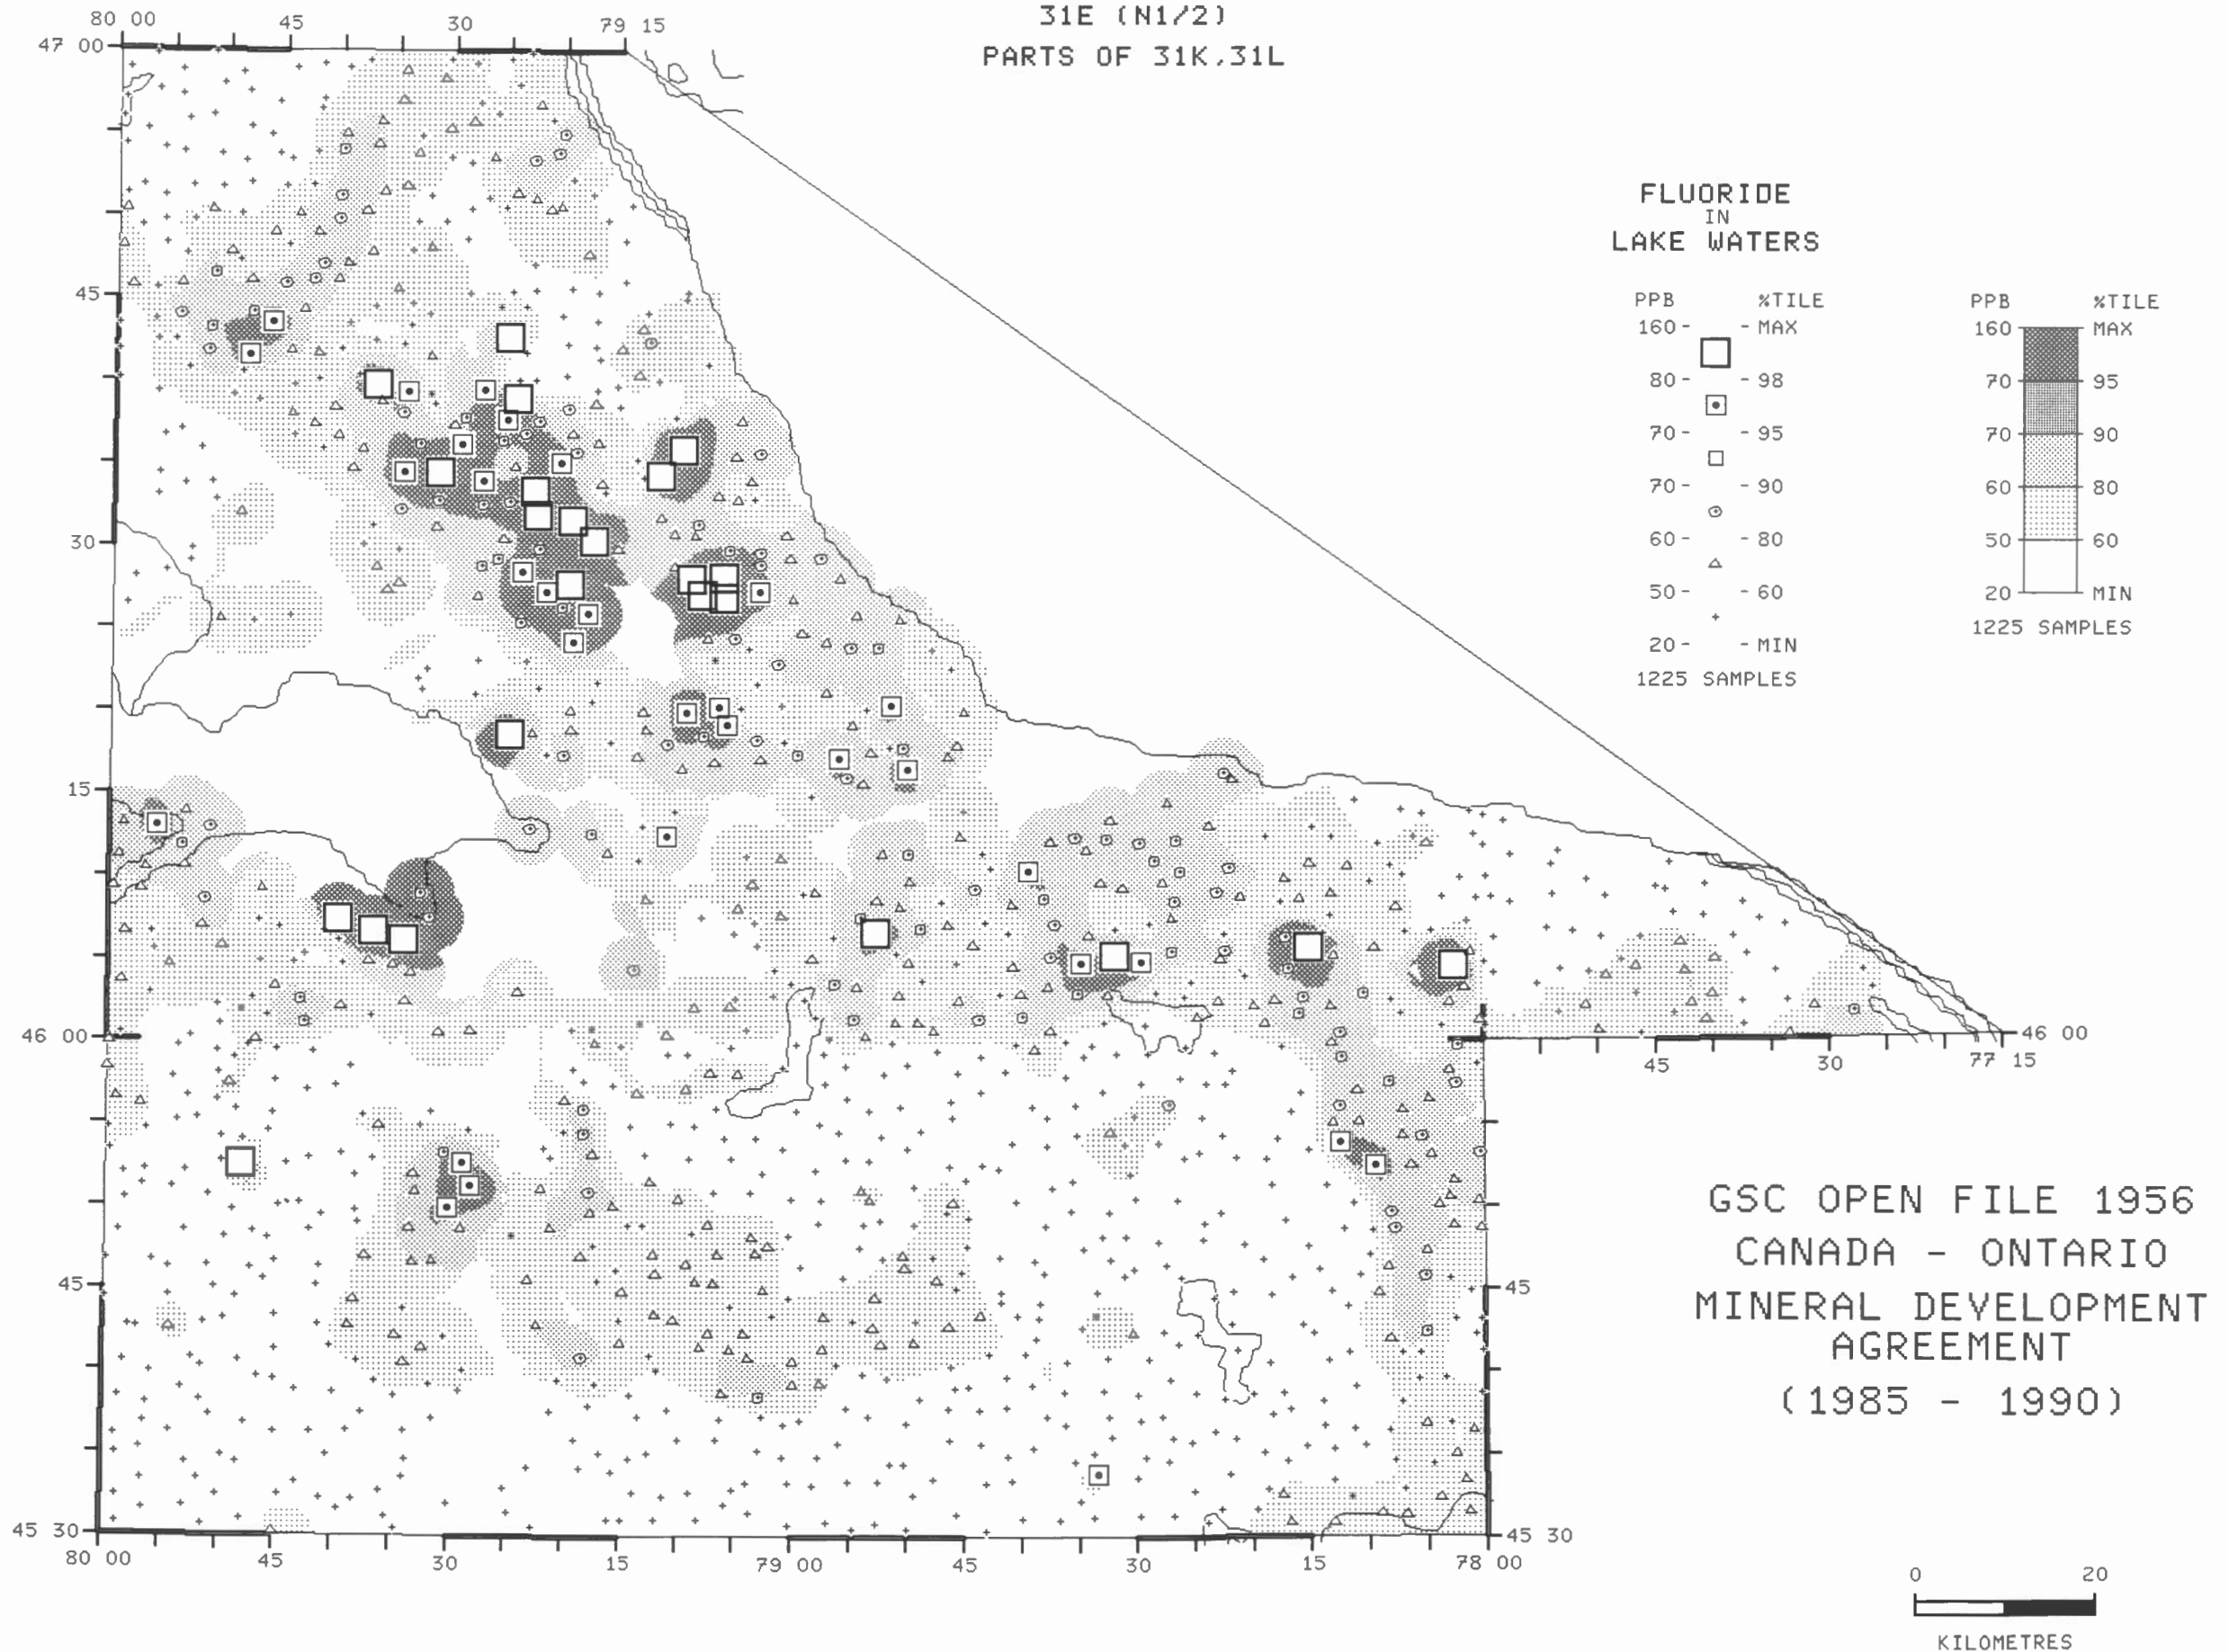 31E (N1/2)
PARTS OF 31K,31L
80 00 45 30 79 15
47 00
45
30
15
46 00
45
45 30
80 00 45 30 15 79 00 45 30 15 78 00
45
45 30
46 00
45 30 77 15
FLUORIDE
IN
LAKE WATERS
PPB %TILE
160- - MAX
80- - 98
70- - 95
70- - 90
60- - 80
50- - 60
20- - MIN
1225 SAMPLES
PPB %TILE
160 MAX
70 95
70 90
60 80
50 60
20 MIN
1225 SAMPLES
GSC OPEN FILE 1956
CANADA - ONTARIO
MINERAL DEVELOPMENT
AGREEMENT
(1985 - 1990)
0 20
KILOMETRES